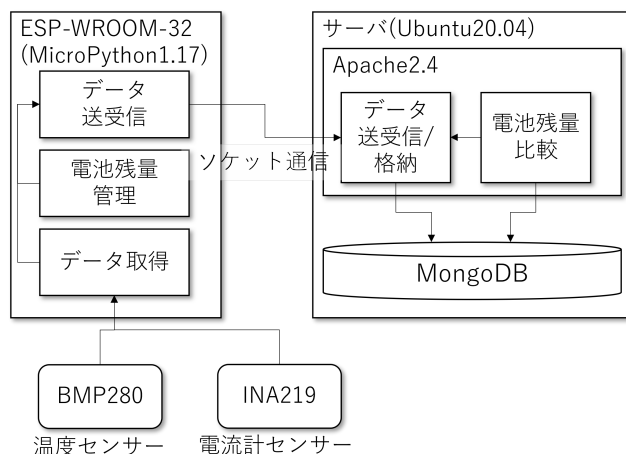 ESP-WROOM-32
(MicroPython1.17)
データ
送受信
電池残量
管理
データ取得
ソケット通信
サーバ(Ubuntu20.04)
Apache2.4
データ
送受信/
格納
電池残量
比較
MongoDB
BMP280
温度センサー
INA219
電流計センサー